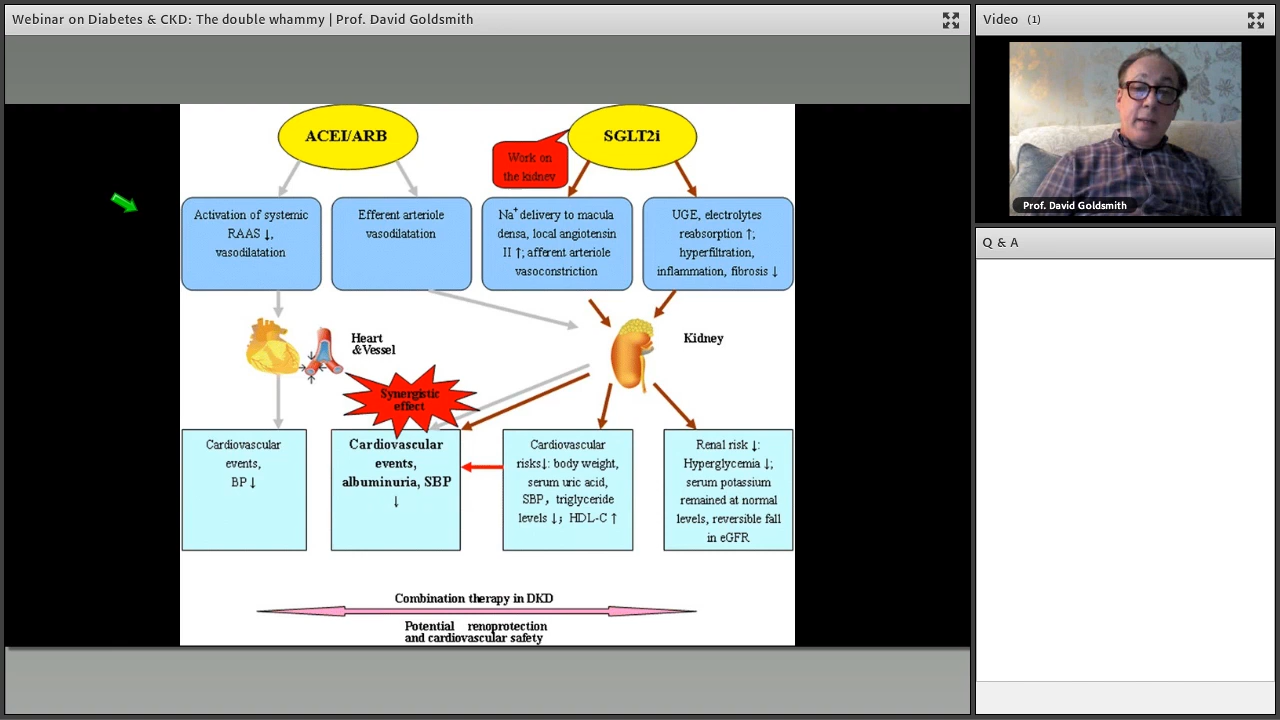 Webinar on Diabetes & CKD: The double whammy | Prof. David Goldsmith
Video (1)
Prof. David Goldsmith
Q & A
ACEI/ARB
SGLT2i
Work on
the kidney
Activation of systemic
RAAS ↓,
vasodilatation
Efferent arteriole
vasodilatation
Na+ delivery to macula
densa, local angiotensin
II ↑; afferent arteriole
vasoconstriction
UGE, electrolytes
reabsorption ↑;
hyperfiltration,
inflammation, fibrosis ↓
Heart
&Vessel
Kidney
Synergistic
effect
Cardiovascular
events,
BP ↓
Cardiovascular
events,
albuminuria, SBP
↓
Cardiovascular
risks↓: body weight,
serum uric acid,
SBP, triglyceride
levels ↓; HDL-C ↑
Renal risk ↓:
Hyperglycemia ↓;
serum potassium
remained at normal
levels, reversible fall
in eGFR
Combination therapy in DKD
Potential renoprotection
and cardiovascular safety